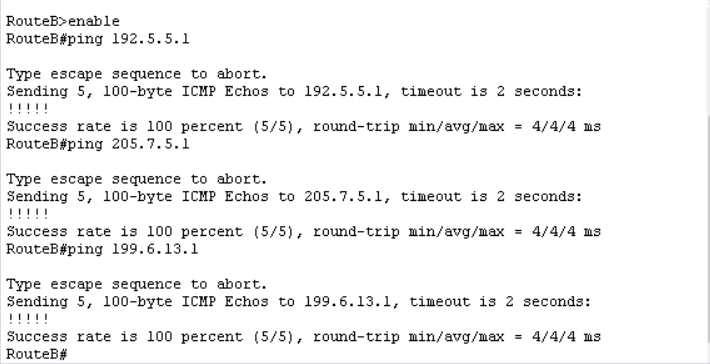 RouteB>enable
RouteB#ping 192.5.5.1
Type escape sequence to abort.
Sending 5, 100-byte ICMP Echos to 192.5.5.1, timeout is 2 seconds:
!!!!!
Success rate is 100 percent (5/5), round-trip min/avg/max = 4/4/4 ms
RouteB#ping 205.7.5.1
Type escape sequence to abort.
Sending 5, 100-byte ICMP Echos to 205.7.5.1, timeout is 2 seconds:
!!!!!
Success rate is 100 percent (5/5), round-trip min/avg/max = 4/4/4 ms
RouteB#ping 199.6.13.1
Type escape sequence to abort.
Sending 5, 100-byte ICMP Echos to 199.6.13.1, timeout is 2 seconds:
!!!!!
Success rate is 100 percent (5/5), round-trip min/avg/max = 4/4/4 ms
RouteB#